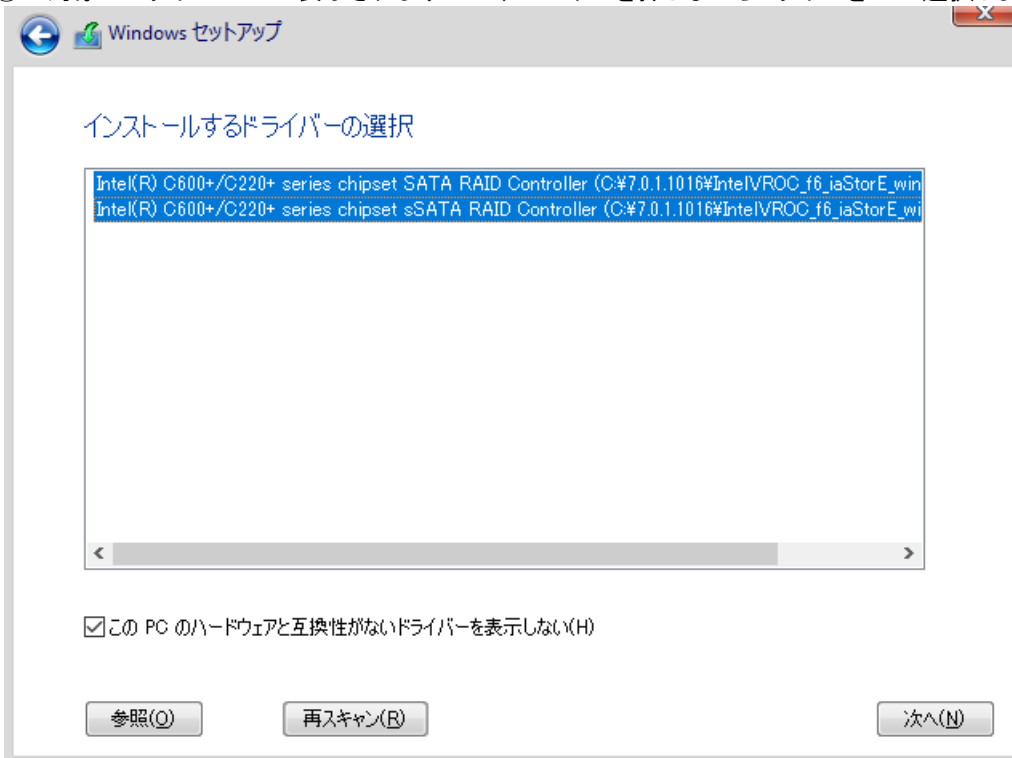 Windows セットアップ
インストールするドライバーの選択
Intel(R) C600+/C220+ series chipset SATA RAID Controller (C:¥7.0.1.1016¥IntelVROC_f6_iaStorE_win
Intel(R) C600+/C220+ series chipset sSATA RAID Controller (C:¥7.0.1.1016¥IntelVROC_f6_iaStorE_wi
この PC のハードウェアと互換性がないドライバーを表示しない(H)
参照(O)
再スキャン(R)
次へ(N)